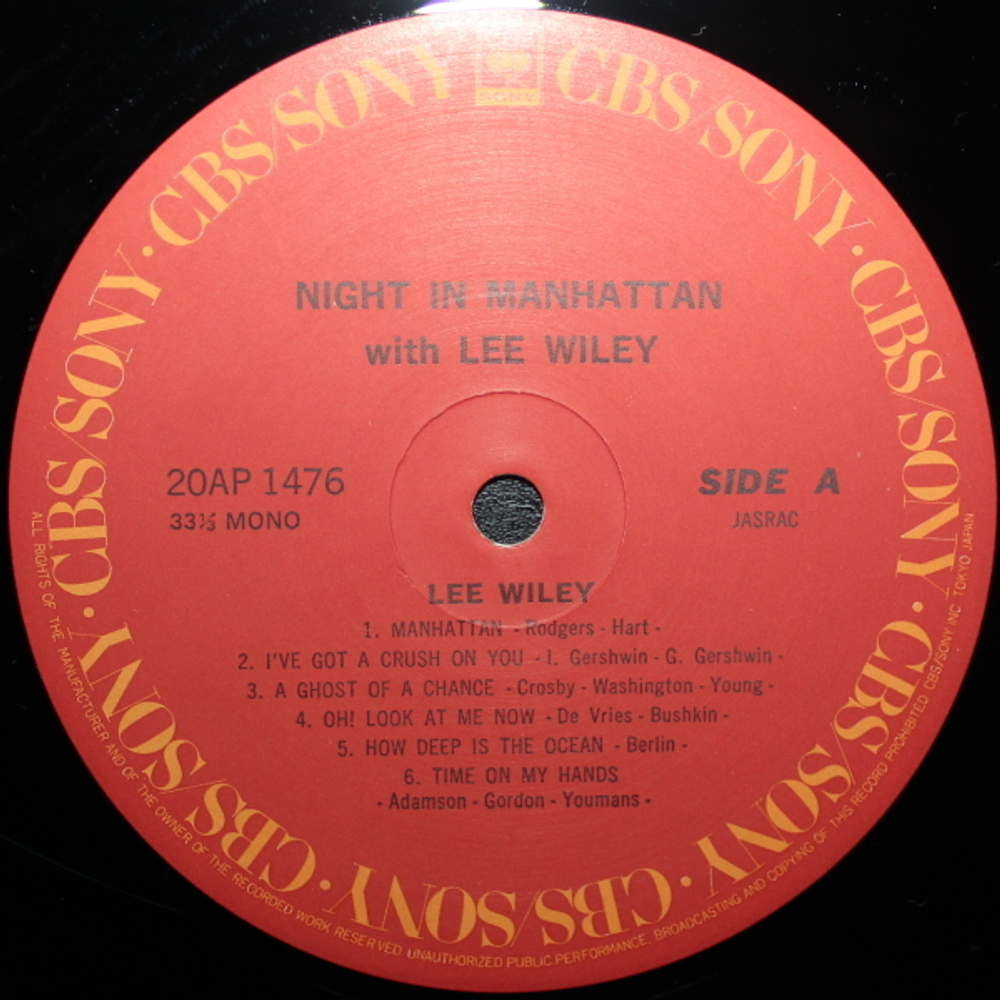 CBS/SONY · CBS/SONY · CBS/SONY · CBS/SONY · CBS/SONY · CBS/SONY · CBS/SONY · CBS/SONY
SONY
NIGHT IN MANHATTAN
with LEE WILEY
20AP 1476
33⅓ MONO
SIDE A
JASRAC
LEE WILEY
1. MANHATTAN - Rodgers - Hart -
2. I'VE GOT A CRUSH ON YOU - I. Gershwin - G. Gershwin -
3. A GHOST OF A CHANCE - Crosby - Washington - Young -
4. OH! LOOK AT ME NOW - De Vries - Bushkin -
5. HOW DEEP IS THE OCEAN - Berlin -
6. TIME ON MY HANDS
- Adamson - Gordon - Youmans -
ALL RIGHTS OF THE MANUFACTURER AND OF THE OWNER OF THE RECORDED WORK RESERVED. UNAUTHORIZED PUBLIC PERFORMANCE, BROADCASTING AND COPYING OF THIS RECORD PROHIBITED. CBS/SONY INC. TOKYO JAPAN